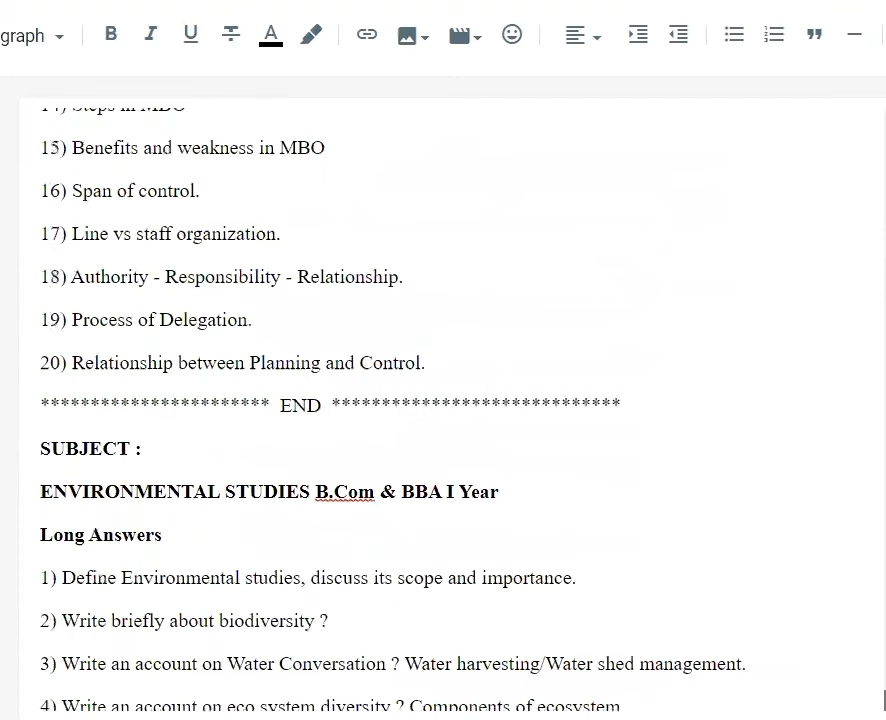 graph
14) Steps in MBO
15) Benefits and weakness in MBO
16) Span of control.
17) Line vs staff organization.
18) Authority - Responsibility - Relationship.
19) Process of Delegation.
20) Relationship between Planning and Control.
*********************** END *****************************
SUBJECT :
ENVIRONMENTAL STUDIES B.Com & BBA I Year
Long Answers
1) Define Environmental studies, discuss its scope and importance.
2) Write briefly about biodiversity ?
3) Write an account on Water Conversation ? Water harvesting/Water shed management.
4) Write an account on eco system diversity ? Components of ecosystem